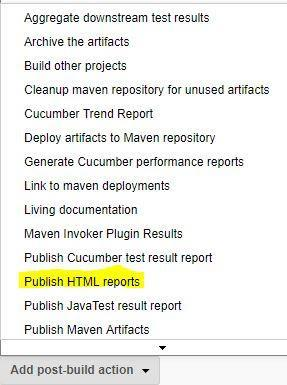 Aggregate downstream test results
Archive the artifacts
Build other projects
Cleanup maven repository for unused artifacts
Cucumber Trend Report
Deploy artifacts to Maven repository
Generate Cucumber performance reports
Link to maven deployments
Living documentation
Maven Invoker Plugin Results
Publish Cucumber test result report
Publish HTML reports
Publish JavaTest result report
Publish Maven Artifacts
Add post-build action